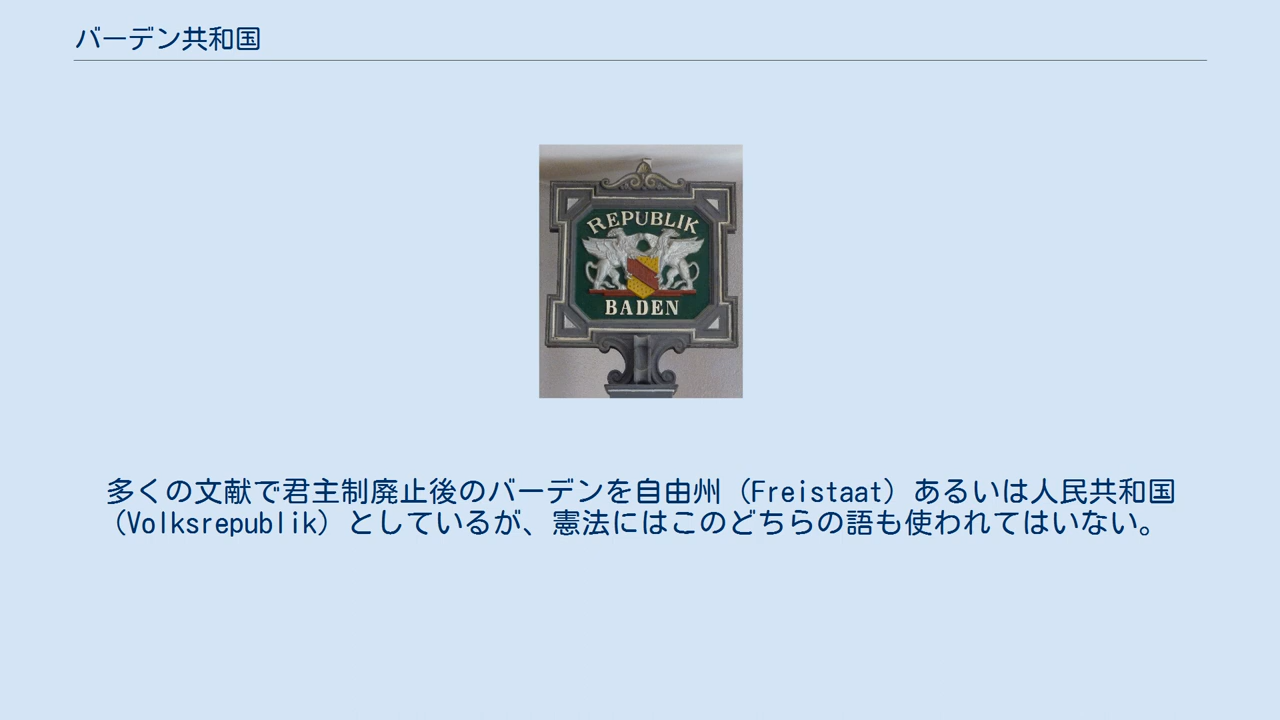 バーデン共和国
REPUBLIK
BADEN
多くの文献で君主制廃止後のバーデンを自由州（Freistaat）あるいは人民共和国
（Volksrepublik）としているが、憲法にはこのどちらの語も使われてはいない。